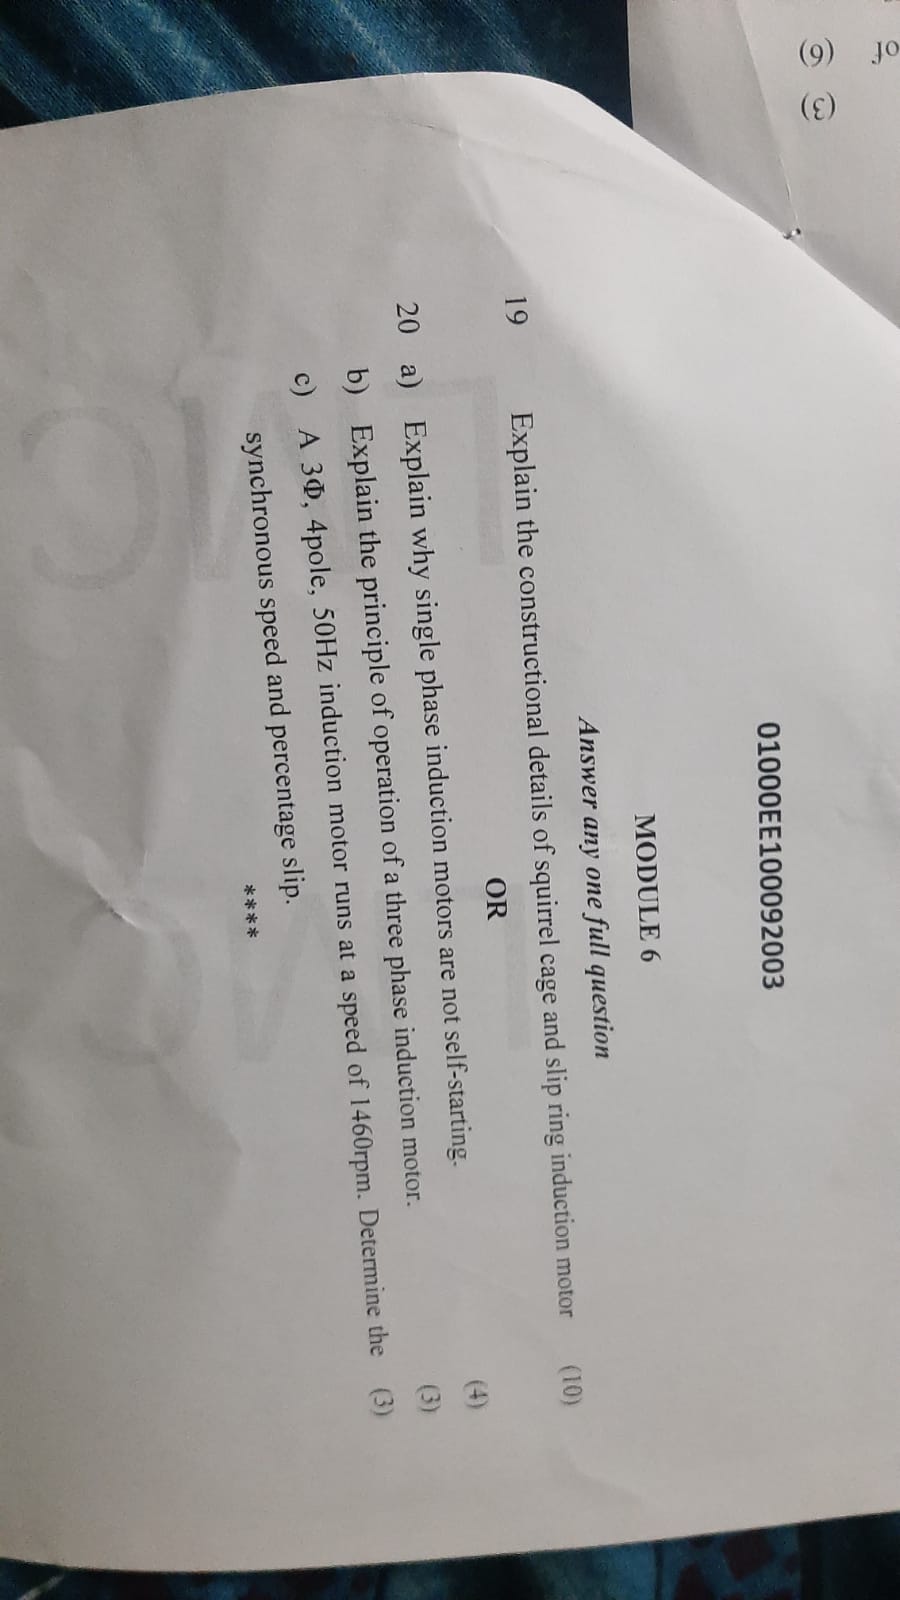 of (6)
(3)
01000EE100092003
MODULE 6
Answer any one full question
19 Explain the constructional details of squirrel cage and slip ring induction motor (10)
OR
20 a) Explain why single phase induction motors are not self-starting. (4)
b) Explain the principle of operation of a three phase induction motor. (3)
c) A 3Φ, 4pole, 50Hz induction motor runs at a speed of 1460rpm. Determine the (3)
synchronous speed and percentage slip.
****